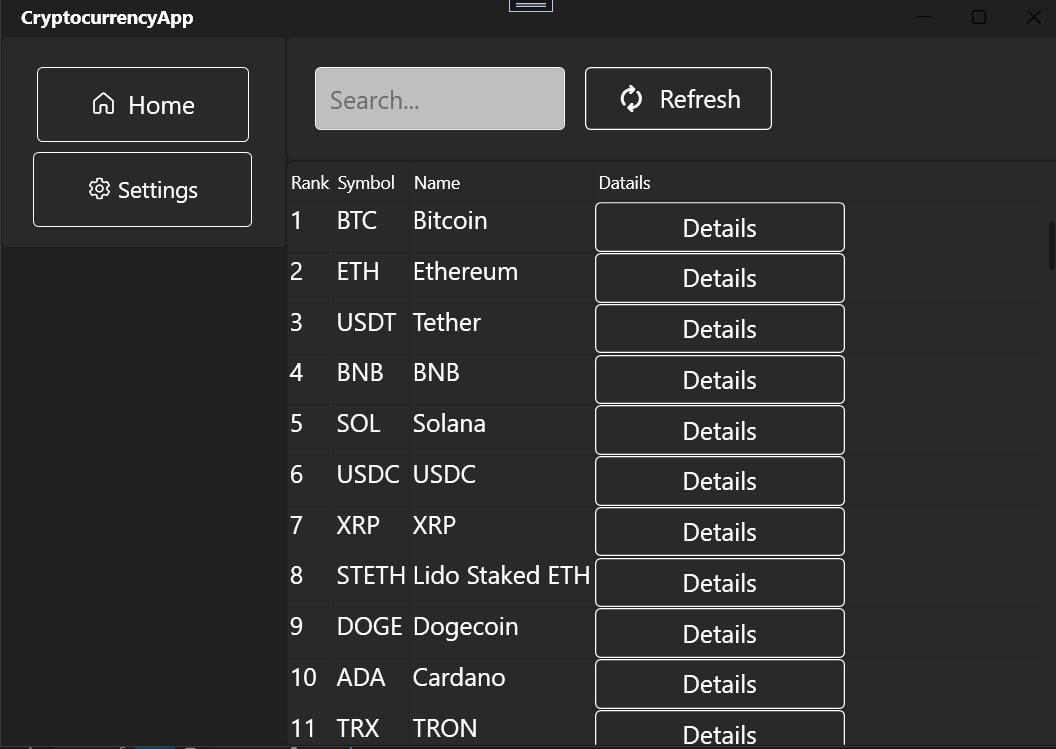 CryptocurrencyApp
Home
Settings
Search...
Refresh
Rank Symbol Name Datails
1 BTC Bitcoin Details
2 ETH Ethereum Details
3 USDT Tether Details
4 BNB BNB Details
5 SOL Solana Details
6 USDC USDC Details
7 XRP XRP Details
8 STETH Lido Staked ETH Details
9 DOGE Dogecoin Details
10 ADA Cardano Details
11 TRX TRON Details